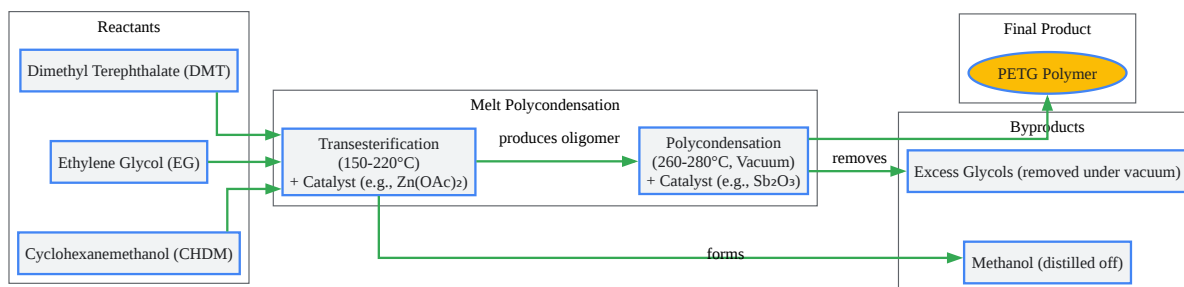 Reactants
Dimethyl Terephthalate (DMT)
Ethylene Glycol (EG)
Cyclohexanemethanol (CHDM)
Melt Polycondensation
Transesterification
(150-220°C)
+ Catalyst (e.g., Zn(OAc)₂)
produces oligomer
Polycondensation
(260-280°C, Vacuum)
+ Catalyst (e.g., Sb₂O₃)
removes
forms
Final Product
PETG Polymer
Byproducts
Excess Glycols (removed under vacuum)
Methanol (distilled off)